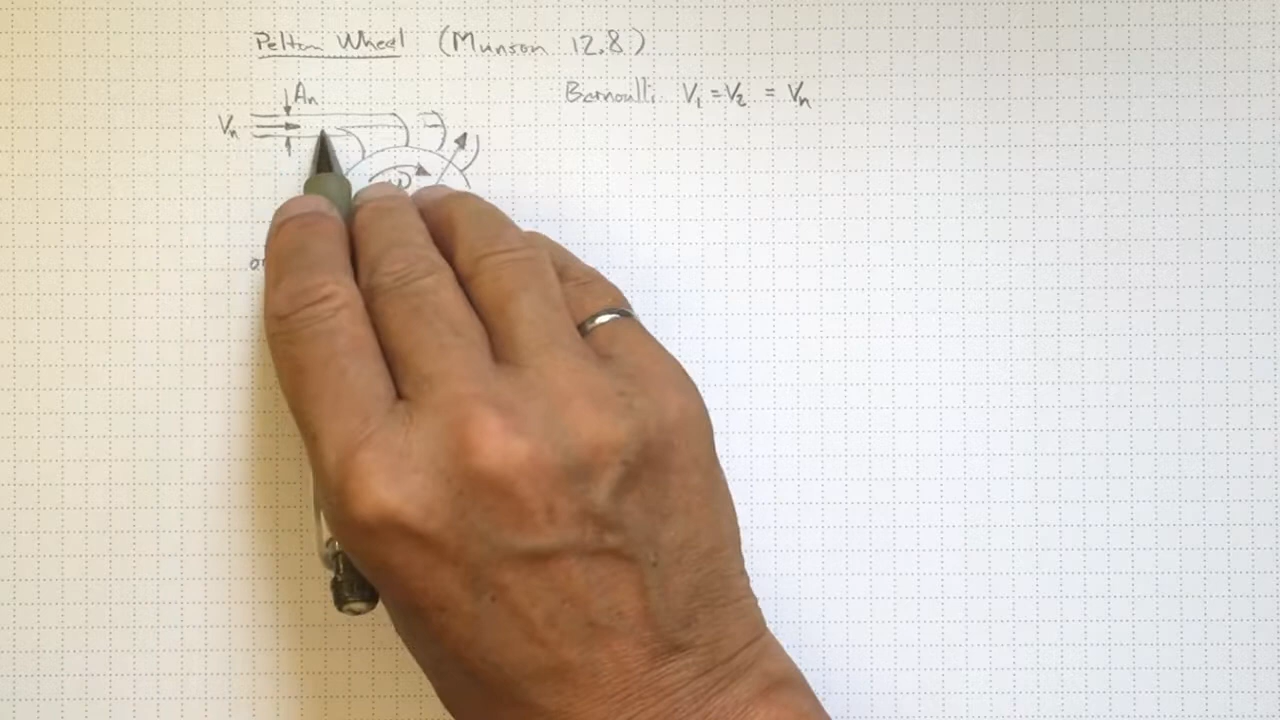 Pelton Wheel (Munson 12.8)
An
Bernoulli V₁ = V₂ = Vn
Vn
ω